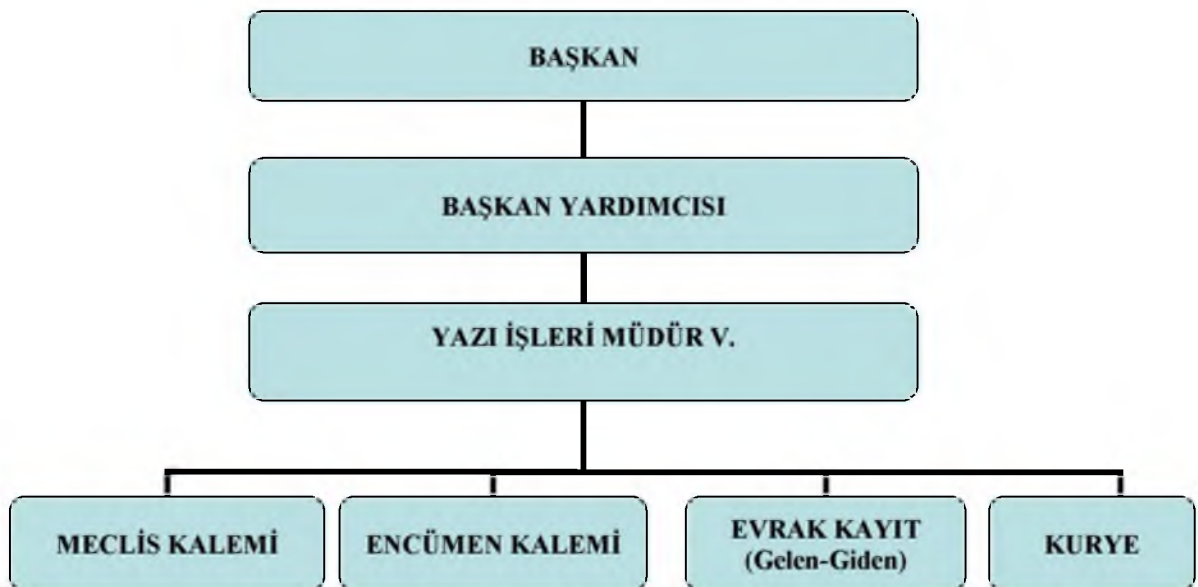 BAŞKAN
BAŞKAN YARDIMCISI
YAZI İŞLERİ MÜDÜR V.
MECLİS KALEMİ
ENCÜMEN KALEMİ
EVRAK KAYIT
(Gelen-Giden)
KURYE